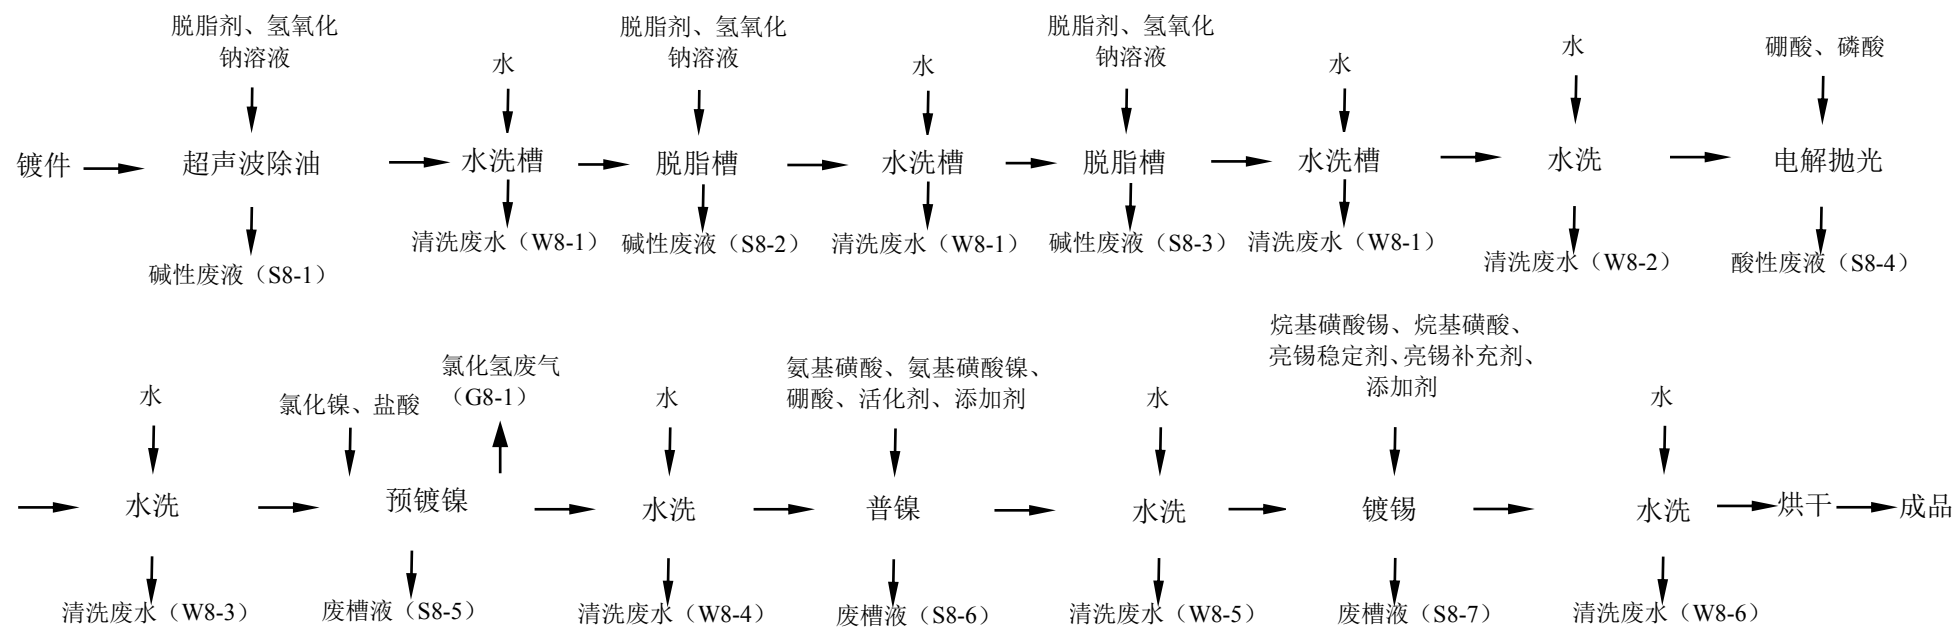 脱脂剂、氢氧化
钠溶液
水
脱脂剂、氢氧化
钠溶液
水
脱脂剂、氢氧化
钠溶液
水
水
硼酸、磷酸
镀件
超声波除油
水洗槽
脱脂槽
水洗槽
脱脂槽
水洗槽
水洗
电解抛光
碱性废液（S8-1）
清洗废水（W8-1）
碱性废液（S8-2）
清洗废水（W8-1）
碱性废液（S8-3）
清洗废水（W8-1）
清洗废水（W8-2）
酸性废液（S8-4）
水
氯化镍、盐酸
氯化氢废气
（G8-1）
水
氨基磺酸、氨基磺酸镍、
硼酸、活化剂、添加剂
水
烷基磺酸锡、烷基磺酸、
亮锡稳定剂、亮锡补充剂、
添加剂
水
水洗
预镀镍
水洗
普镍
水洗
镀锡
水洗
烘干
成品
清洗废水（W8-3）
废槽液（S8-5）
清洗废水（W8-4）
废槽液（S8-6）
清洗废水（W8-5）
废槽液（S8-7）
清洗废水（W8-6）